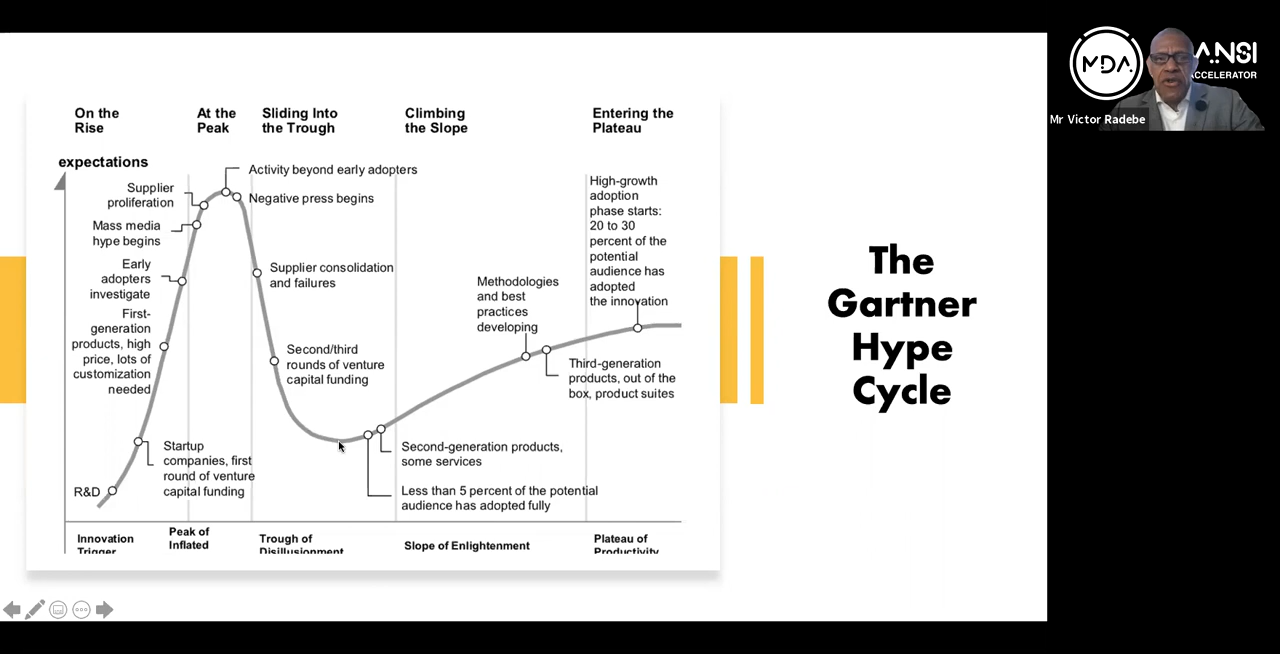 On the
Rise
At the
Peak
Sliding Into
the Trough
Climbing
the Slope
Entering the
Plateau
expectations
Activity beyond early adopters
Supplier
proliferation
Negative press begins
Mass media
hype begins
Early
adopters
investigate
Supplier consolidation
and failures
First-
generation
products, high
price, lots of
customization
needed
Second/third
rounds of venture
capital funding
Startup
companies, first
round of venture
capital funding
R&D
Methodologies
and best
practices
developing
High-growth
adoption
phase starts:
20 to 30
percent of the
potential
audience has
adopted
the innovation
Third-generation
products, out of the
box, product suites
Second-generation products,
some services
Less than 5 percent of the potential
audience has adopted fully
Innovation
Trigger
Peak of
Inflated
Trough of
Disillusionment
Slope of Enlightenment
Plateau of
Productivity
The
Gartner
Hype
Cycle
MDA
ANSI
ACCELERATOR
Mr Victor Radebe